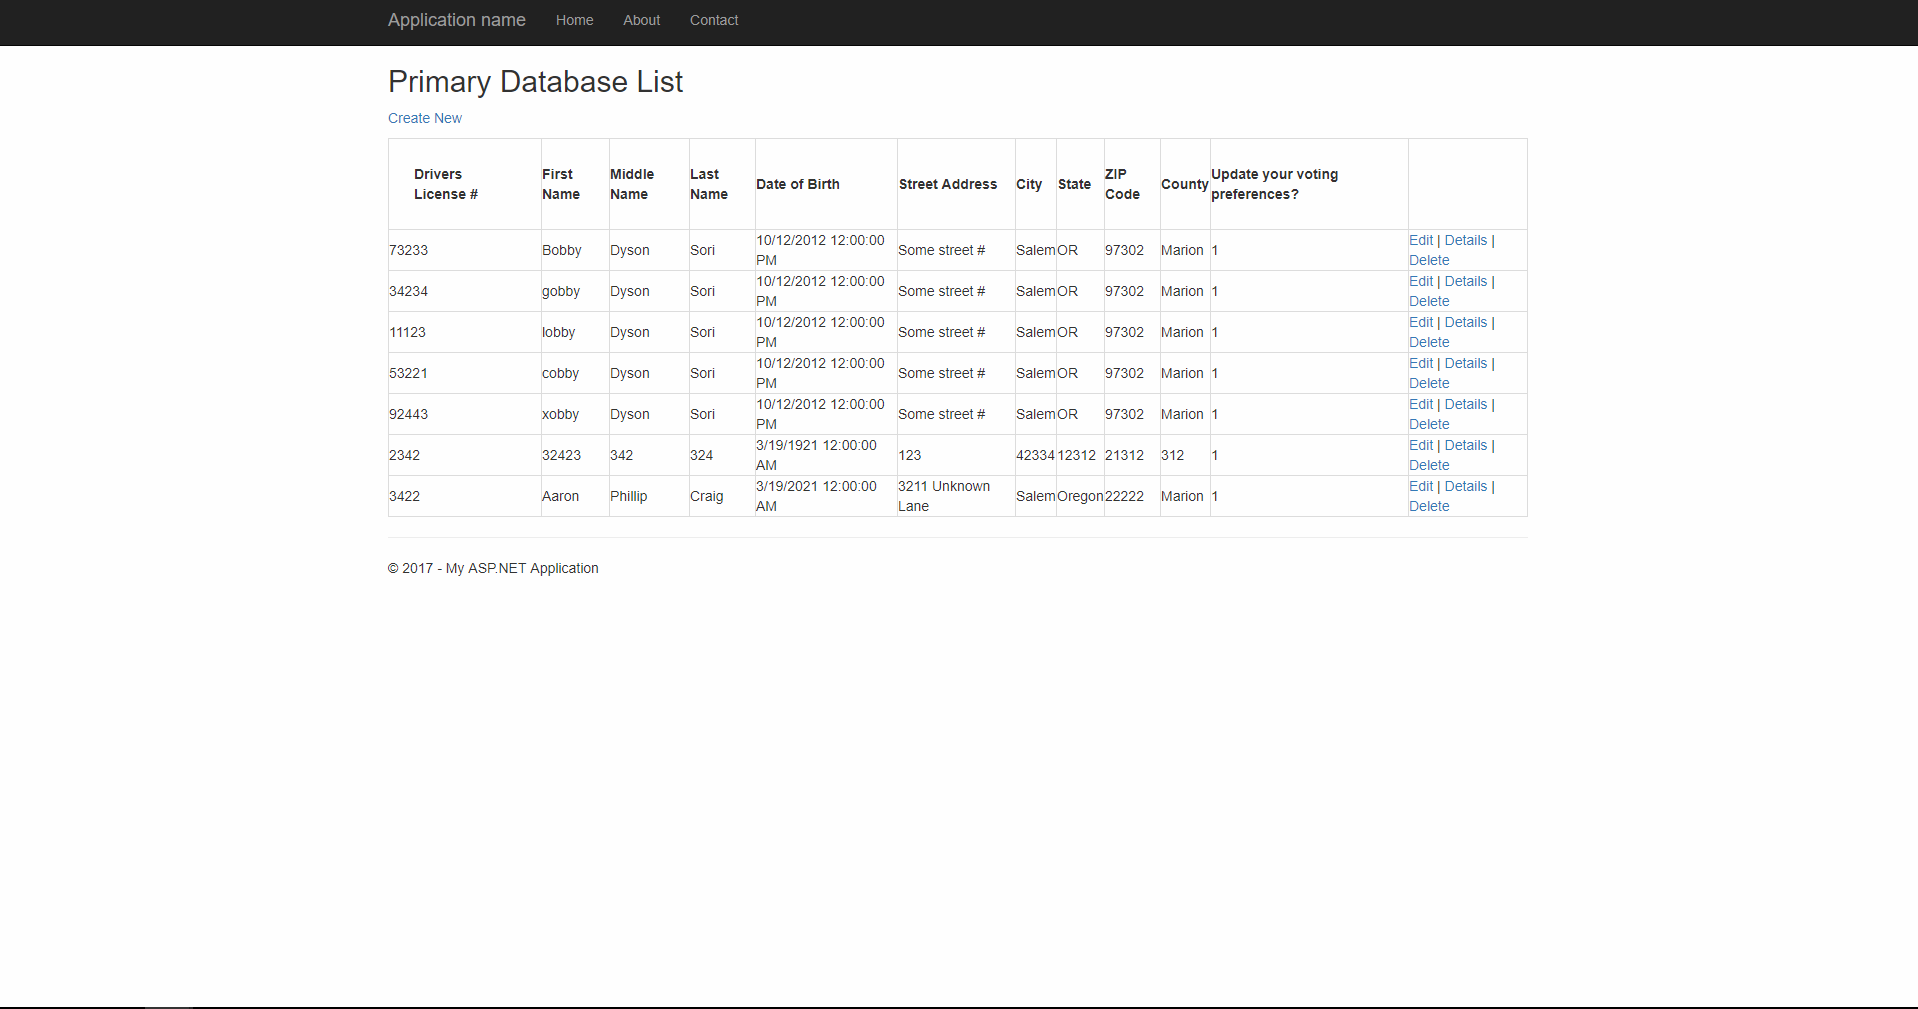 Application name Home About Contact
Primary Database List
Create New
Drivers License # First Name Middle Name Last Name Date of Birth Street Address City State ZIP Code County Update your voting preferences?
73233 Bobby Dyson Sori 10/12/2012 12:00:00 PM Some street # Salem OR 97302 Marion 1 Edit | Details | Delete
34234 gobby Dyson Sori 10/12/2012 12:00:00 PM Some street # Salem OR 97302 Marion 1 Edit | Details | Delete
11123 lobby Dyson Sori 10/12/2012 12:00:00 PM Some street # Salem OR 97302 Marion 1 Edit | Details | Delete
53221 cobby Dyson Sori 10/12/2012 12:00:00 PM Some street # Salem OR 97302 Marion 1 Edit | Details | Delete
92443 xobby Dyson Sori 10/12/2012 12:00:00 PM Some street # Salem OR 97302 Marion 1 Edit | Details | Delete
2342 32423 342 324 3/19/1921 12:00:00 AM 123 42334 12312 21312 312 1 Edit | Details | Delete
3422 Aaron Phillip Craig 3/19/2021 12:00:00 AM 3211 Unknown Lane Salem Oregon 22222 Marion 1 Edit | Details | Delete
© 2017 - My ASP.NET Application